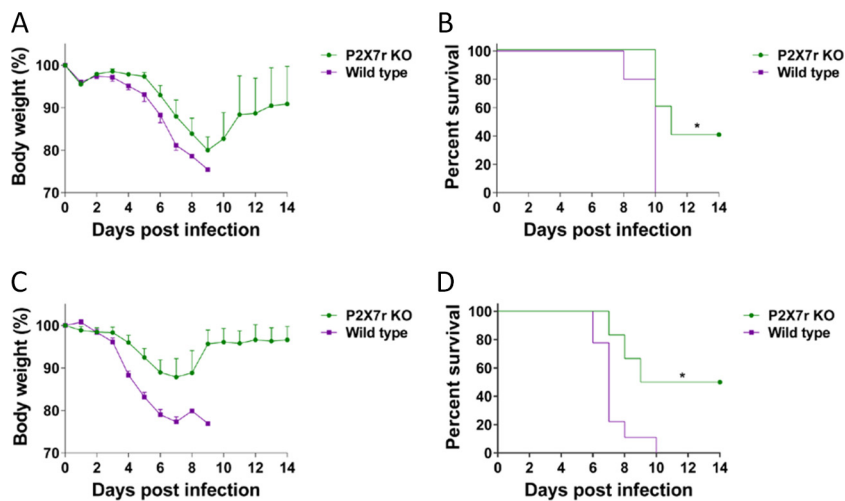 A
Body weight (%)
100
90
80
70
0 2 4 6 8 10 12 14
Days post infection
P2X7r KO
Wild type
B
Percent survival
100
80
60
40
20
0
0 2 4 6 8 10 12 14
Days post infection
*
P2X7r KO
Wild type
C
Body weight (%)
100
90
80
70
0 2 4 6 8 10 12 14
Days post infection
P2X7r KO
Wild type
D
Percent survival
100
80
60
40
20
0
0 2 4 6 8 10 12 14
Days post infection
*
P2X7r KO
Wild type